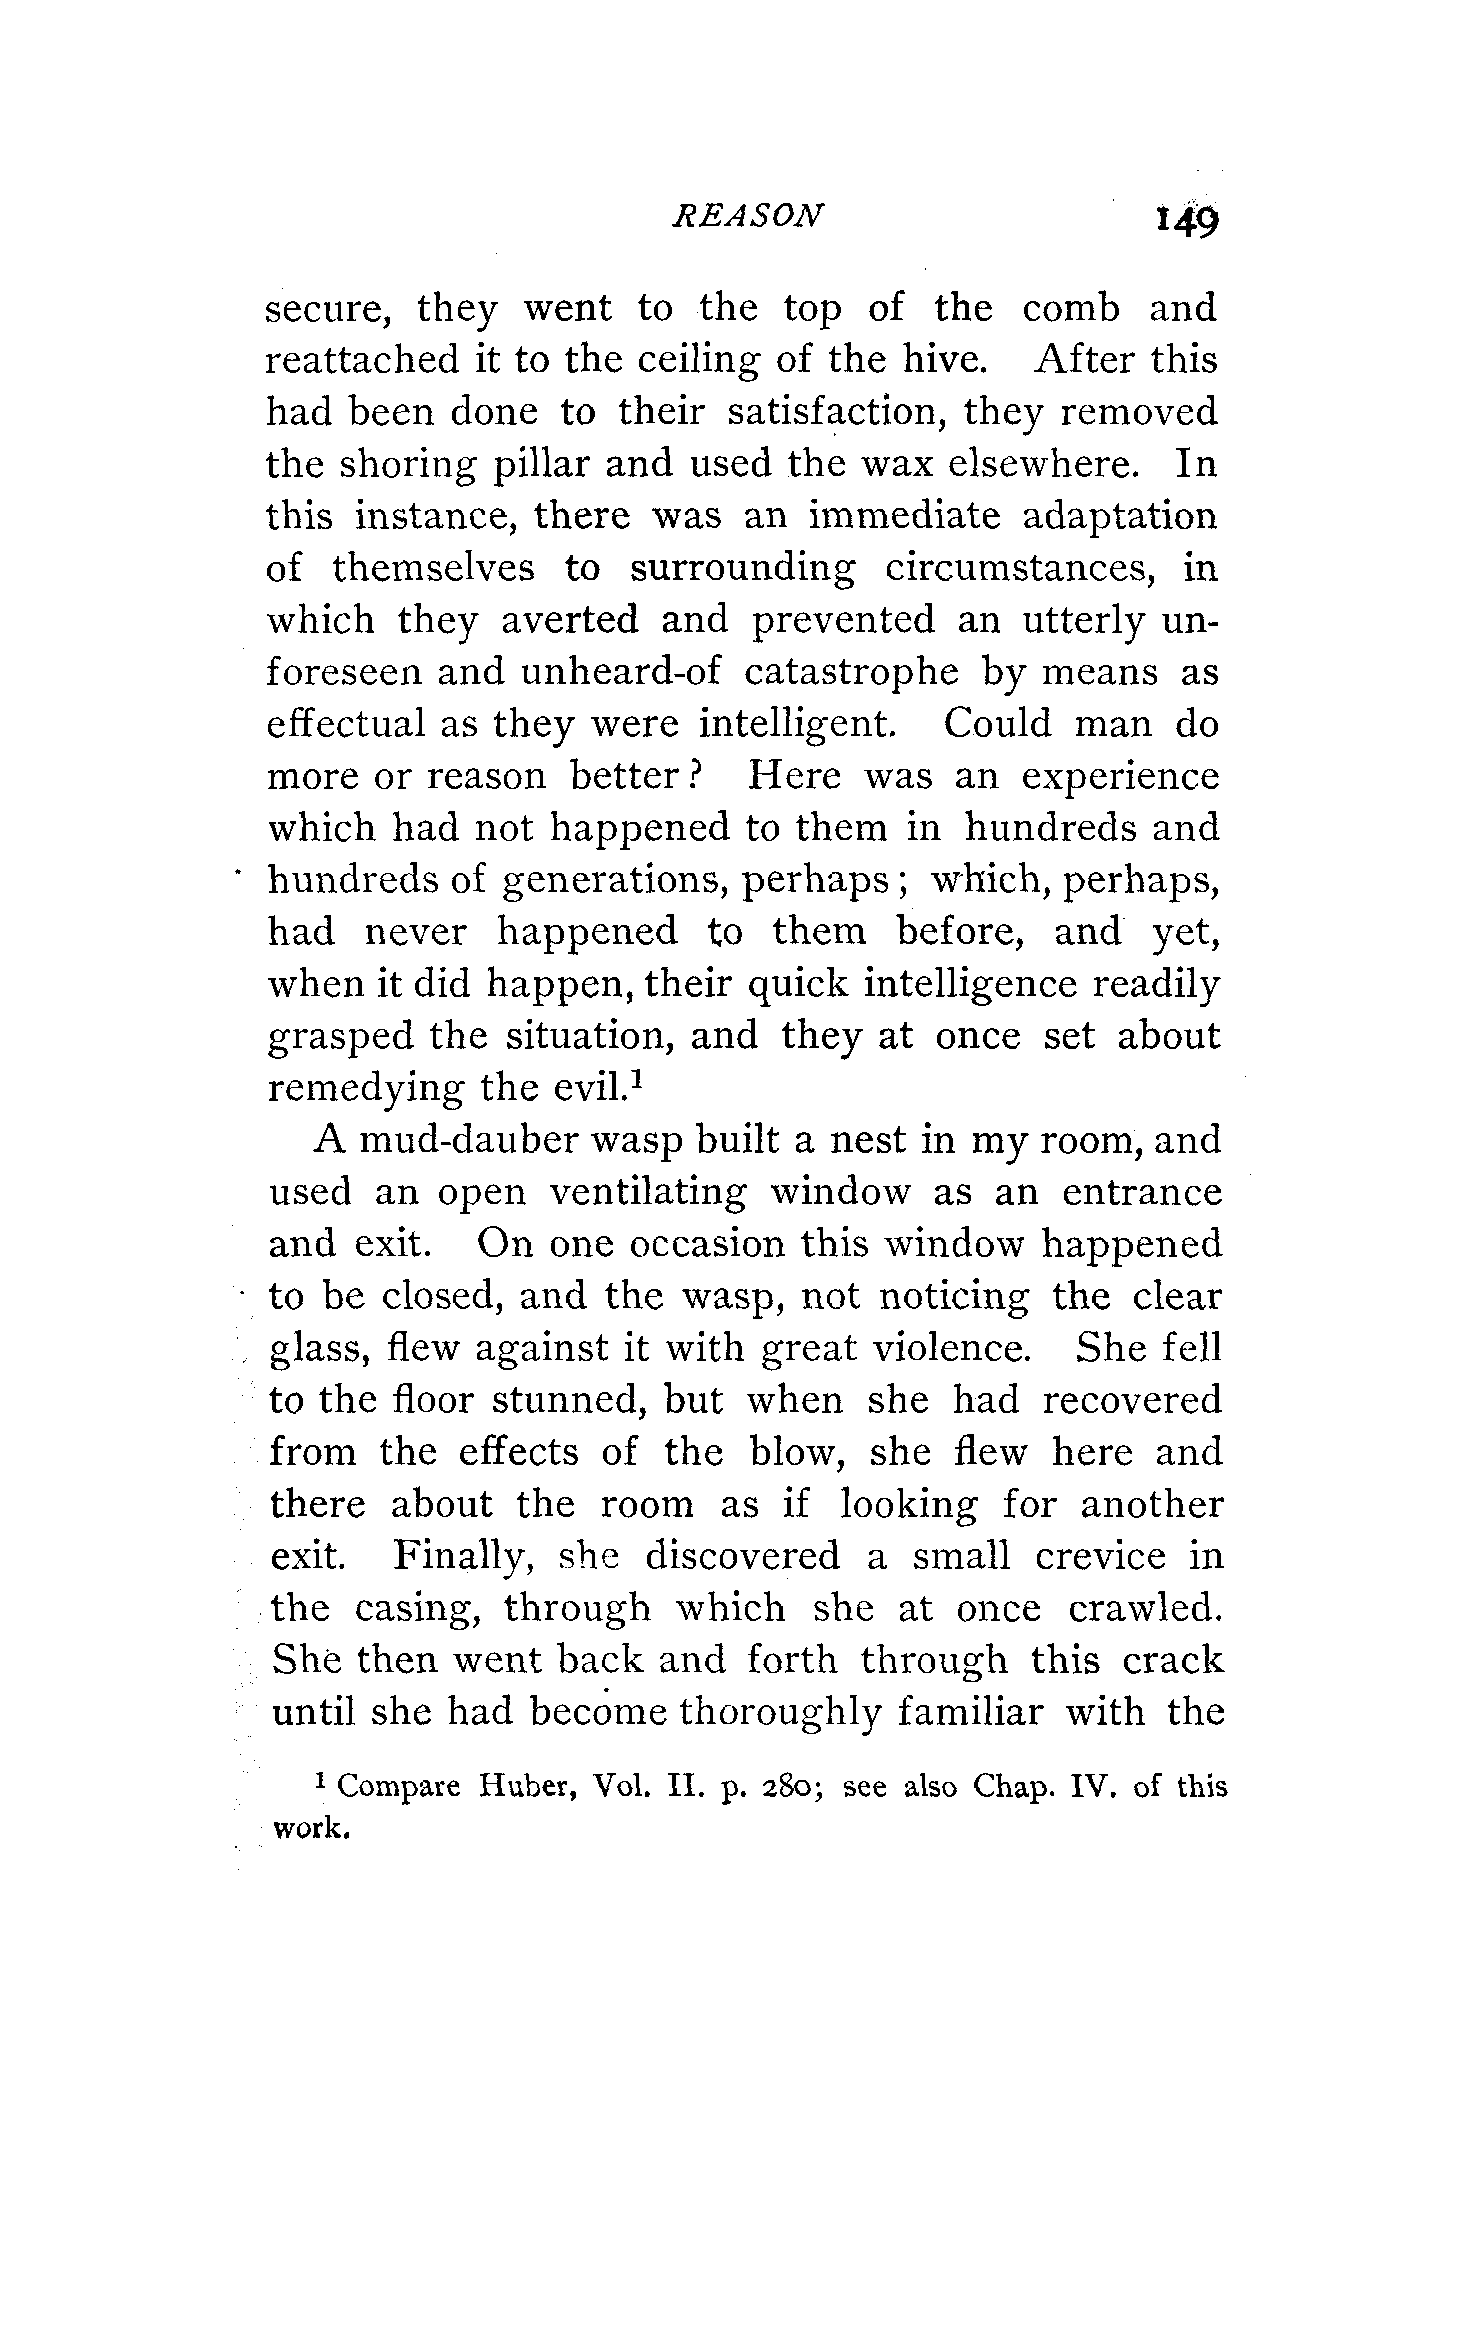 REASON 149
secure, they went to the top of the comb and
reattached it to the ceiling of the hive. After this
had been done to their satisfaction, they removed
the shoring pillar and used the wax elsewhere. In
this instance, there was an immediate adaptation
of themselves to surrounding circumstances, in
which they averted and prevented an utterly un-
foreseen and unheard-of catastrophe by means as
effectual as they were intelligent. Could man do
more or reason better? Here was an experience
which had not happened to them in hundreds and
hundreds of generations, perhaps; which, perhaps,
had never happened to them before, and yet,
when it did happen, their quick intelligence readily
grasped the situation, and they at once set about
remedying the evil.¹
A mud-dauber wasp built a nest in my room, and
used an open ventilating window as an entrance
and exit. On one occasion this window happened
to be closed, and the wasp, not noticing the clear
glass, flew against it with great violence. She fell
to the floor stunned, but when she had recovered
from the effects of the blow, she flew here and
there about the room as if looking for another
exit. Finally, she discovered a small crevice in
the casing, through which she at once crawled.
She then went back and forth through this crack
until she had become thoroughly familiar with the
¹ Compare Huber, Vol. II. p. 280; see also Chap. IV. of this
work.